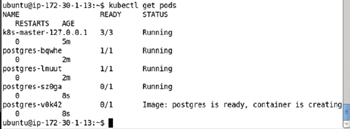 ubuntu@ip-172-30-1-13:~$ kubectl get pods
NAME READY STATUS
RESTARTS AGE
k8s-master-127.0.0.1 3/3 Running
0 5m
postgres-bqwhe 1/1 Running
0 2m
postgres-lmuut 1/1 Running
0 2m
postgres-sz0ga 0/1 Running
0 8s
postgres-v0k42 0/1 Image: postgres is ready, container is creating
0 8s
ubuntu@ip-172-30-1-13:~$